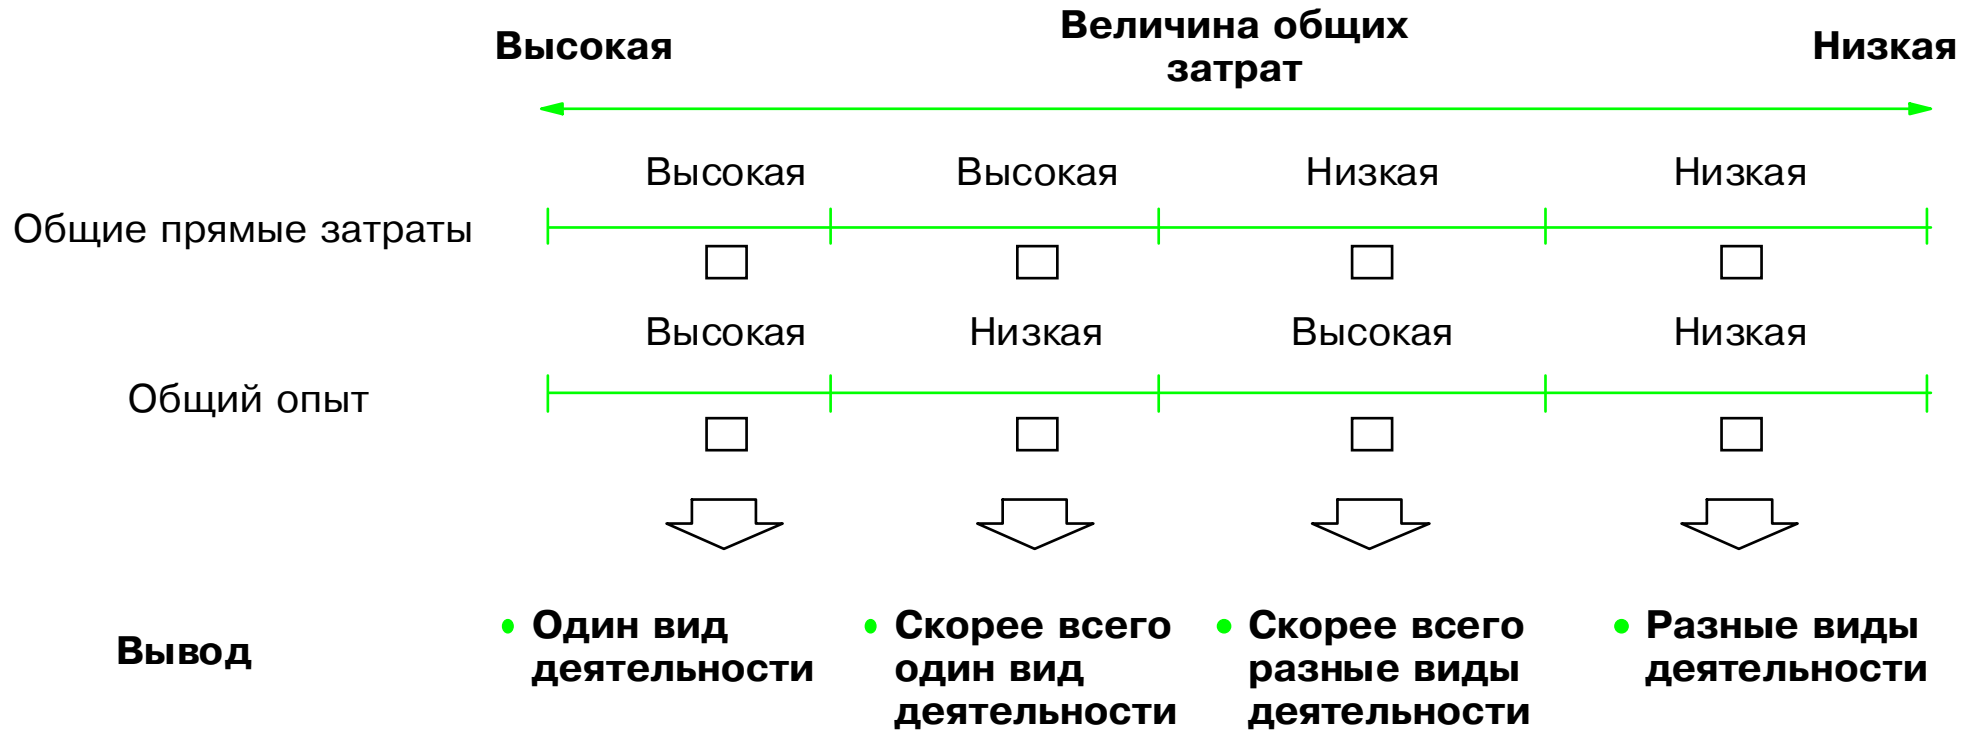 Высокая
Величина общих
затрат
Низкая
Высокая
Высокая
Низкая
Низкая
Общие прямые затраты
Высокая
Низкая
Высокая
Низкая
Общий опыт
Вывод
• Один вид
деятельности
• Скорее всего
один вид
деятельности
• Скорее всего
разные виды
деятельности
• Разные виды
деятельности